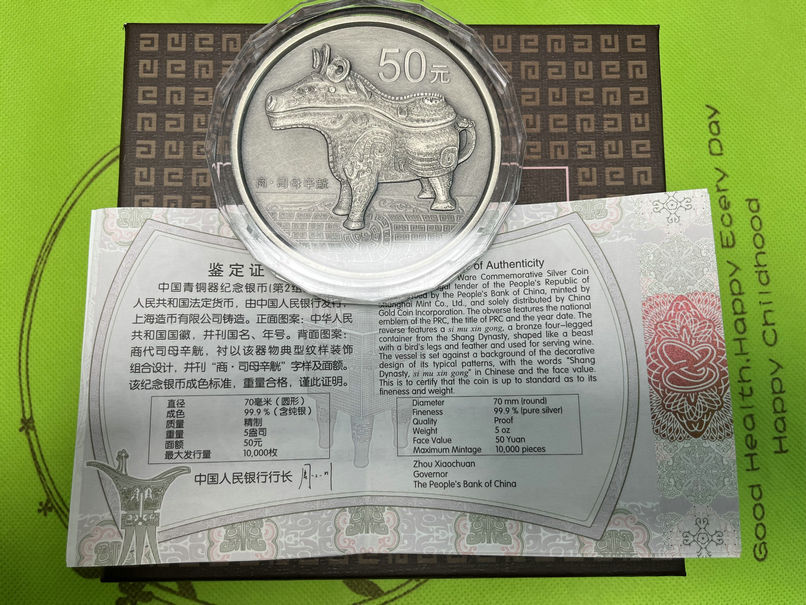 50元
商·司母辛觥
鉴定证
中国青铜器纪念银币(第2组
人民共和国法定货币，由中国人民银行发行，
上海造币有限公司铸造。正面图案：中华人民
共和国国徽，并刊国名、年号。背面图案：
商代司母辛觥，衬以该器物典型纹样装饰
组合设计，并刊“商·司母辛觥”字样及面额。
该纪念银币成色标准，重量合格，谨此证明。
直径 70毫米（圆形）
成色 99.9 %（含纯银）
质量 精制
重量 5盎司
面额 50元
最大发行量 10,000枚
中国人民银行行长
of Authenticity
Ware Commemorative Silver Coin
gal tender of the People's Republic of
by the People's Bank of China, minted by
Shanghai Mint Co., Ltd., and solely distributed by China
Gold Coin Incorporation. The obverse features the national
emblem of the PRC, the title of PRC and the year date. The
reverse features a si mu xin gong, a bronze four-legged
container from the Shang Dynasty, shaped like a beast
with a bird's legs and feather and used for serving wine.
The vessel is set against a background of the decorative
design of its typical patterns, with the words "Shang
Dynasty, si mu xin gong" in Chinese and the face value.
This is to certify that the coin is up to standard as to its
fineness and weight.
Diameter 70 mm (round)
Fineness 99.9 % (pure silver)
Quality Proof
Weight 5 oz
Face Value 50 Yuan
Maximum Mintage 10,000 pieces
Zhou Xiaochuan
Governor
The People's Bank of China
Good Health,Happy Ecery Day
Happy Childhood